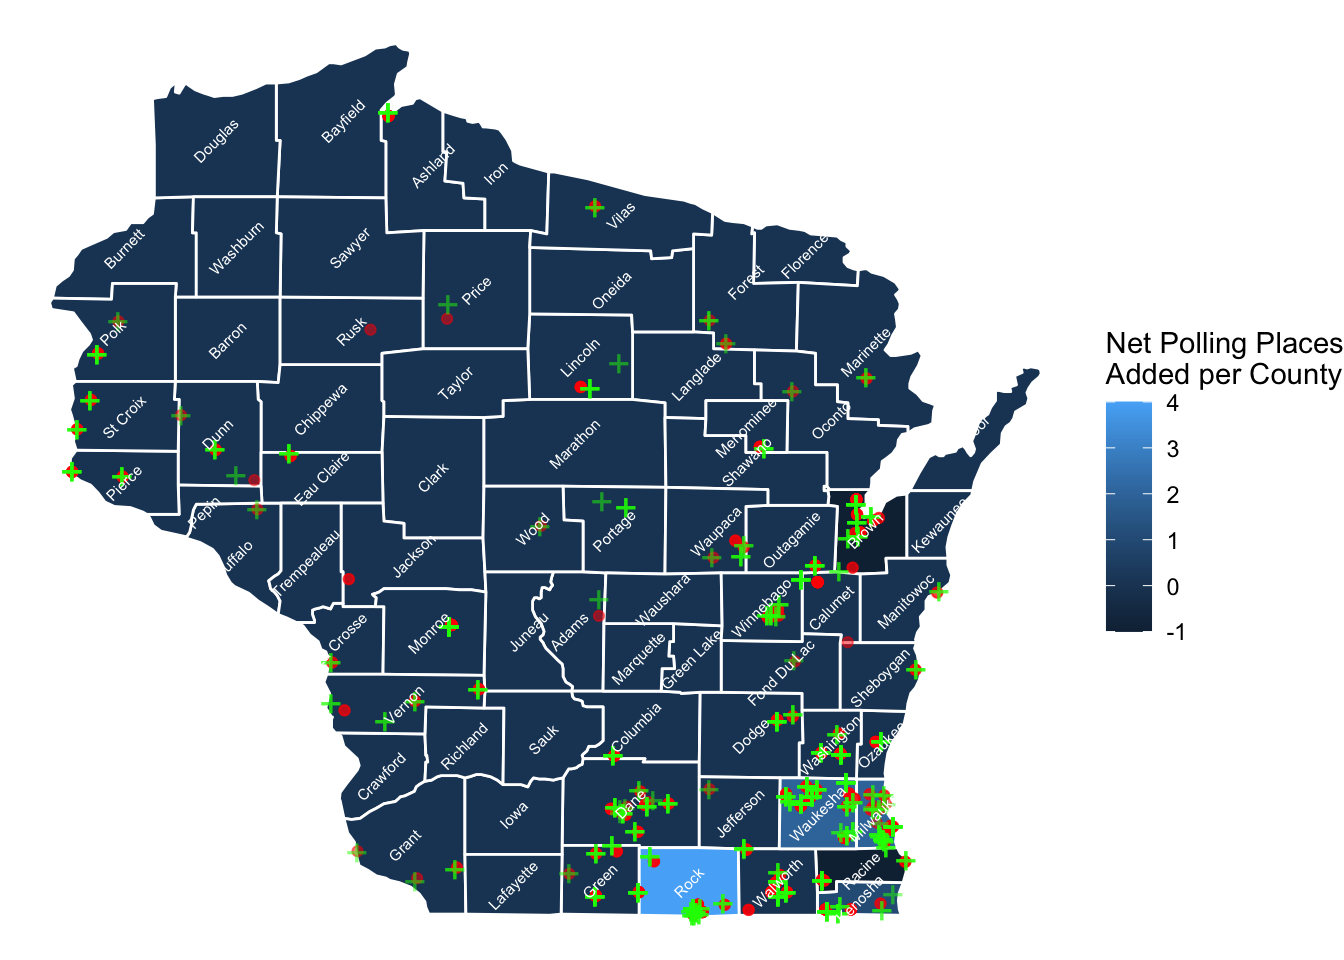 Bayfield
Douglas
Ashland
Iron
Vilas
Burnett
Washburn
Sawyer
Florence
Price
Oneida
Forest
Polk
Barron
Rusk
Lincoln
Langlade
Marinette
Taylor
St Croix
Chippewa
Dunn
Menominee
Oconto
Marathon
Shawano
Pierce
Eau Claire
Clark
Pepin
Wood
Portage
Waupaca
Outagamie
Brown
Kewaunee
uffalo
Trempealeau
Jackson
Waushara
Winnebago
Calumet
Manitowoc
Crosse
Monroe
Juneau
Adams
Marquette
Green Lake
Fond Du Lac
Sheboygan
Vernon
Columbia
Dodge
Washington
Ozaukee
Crawford
Richland
Sauk
Iowa
Dane
Jefferson
Waukesha
Milwauk
Grant
Lafayette
Green
Rock
Walworth
Racine
enosha
Net Polling Places
Added per County
4
3
2
1
0
-1